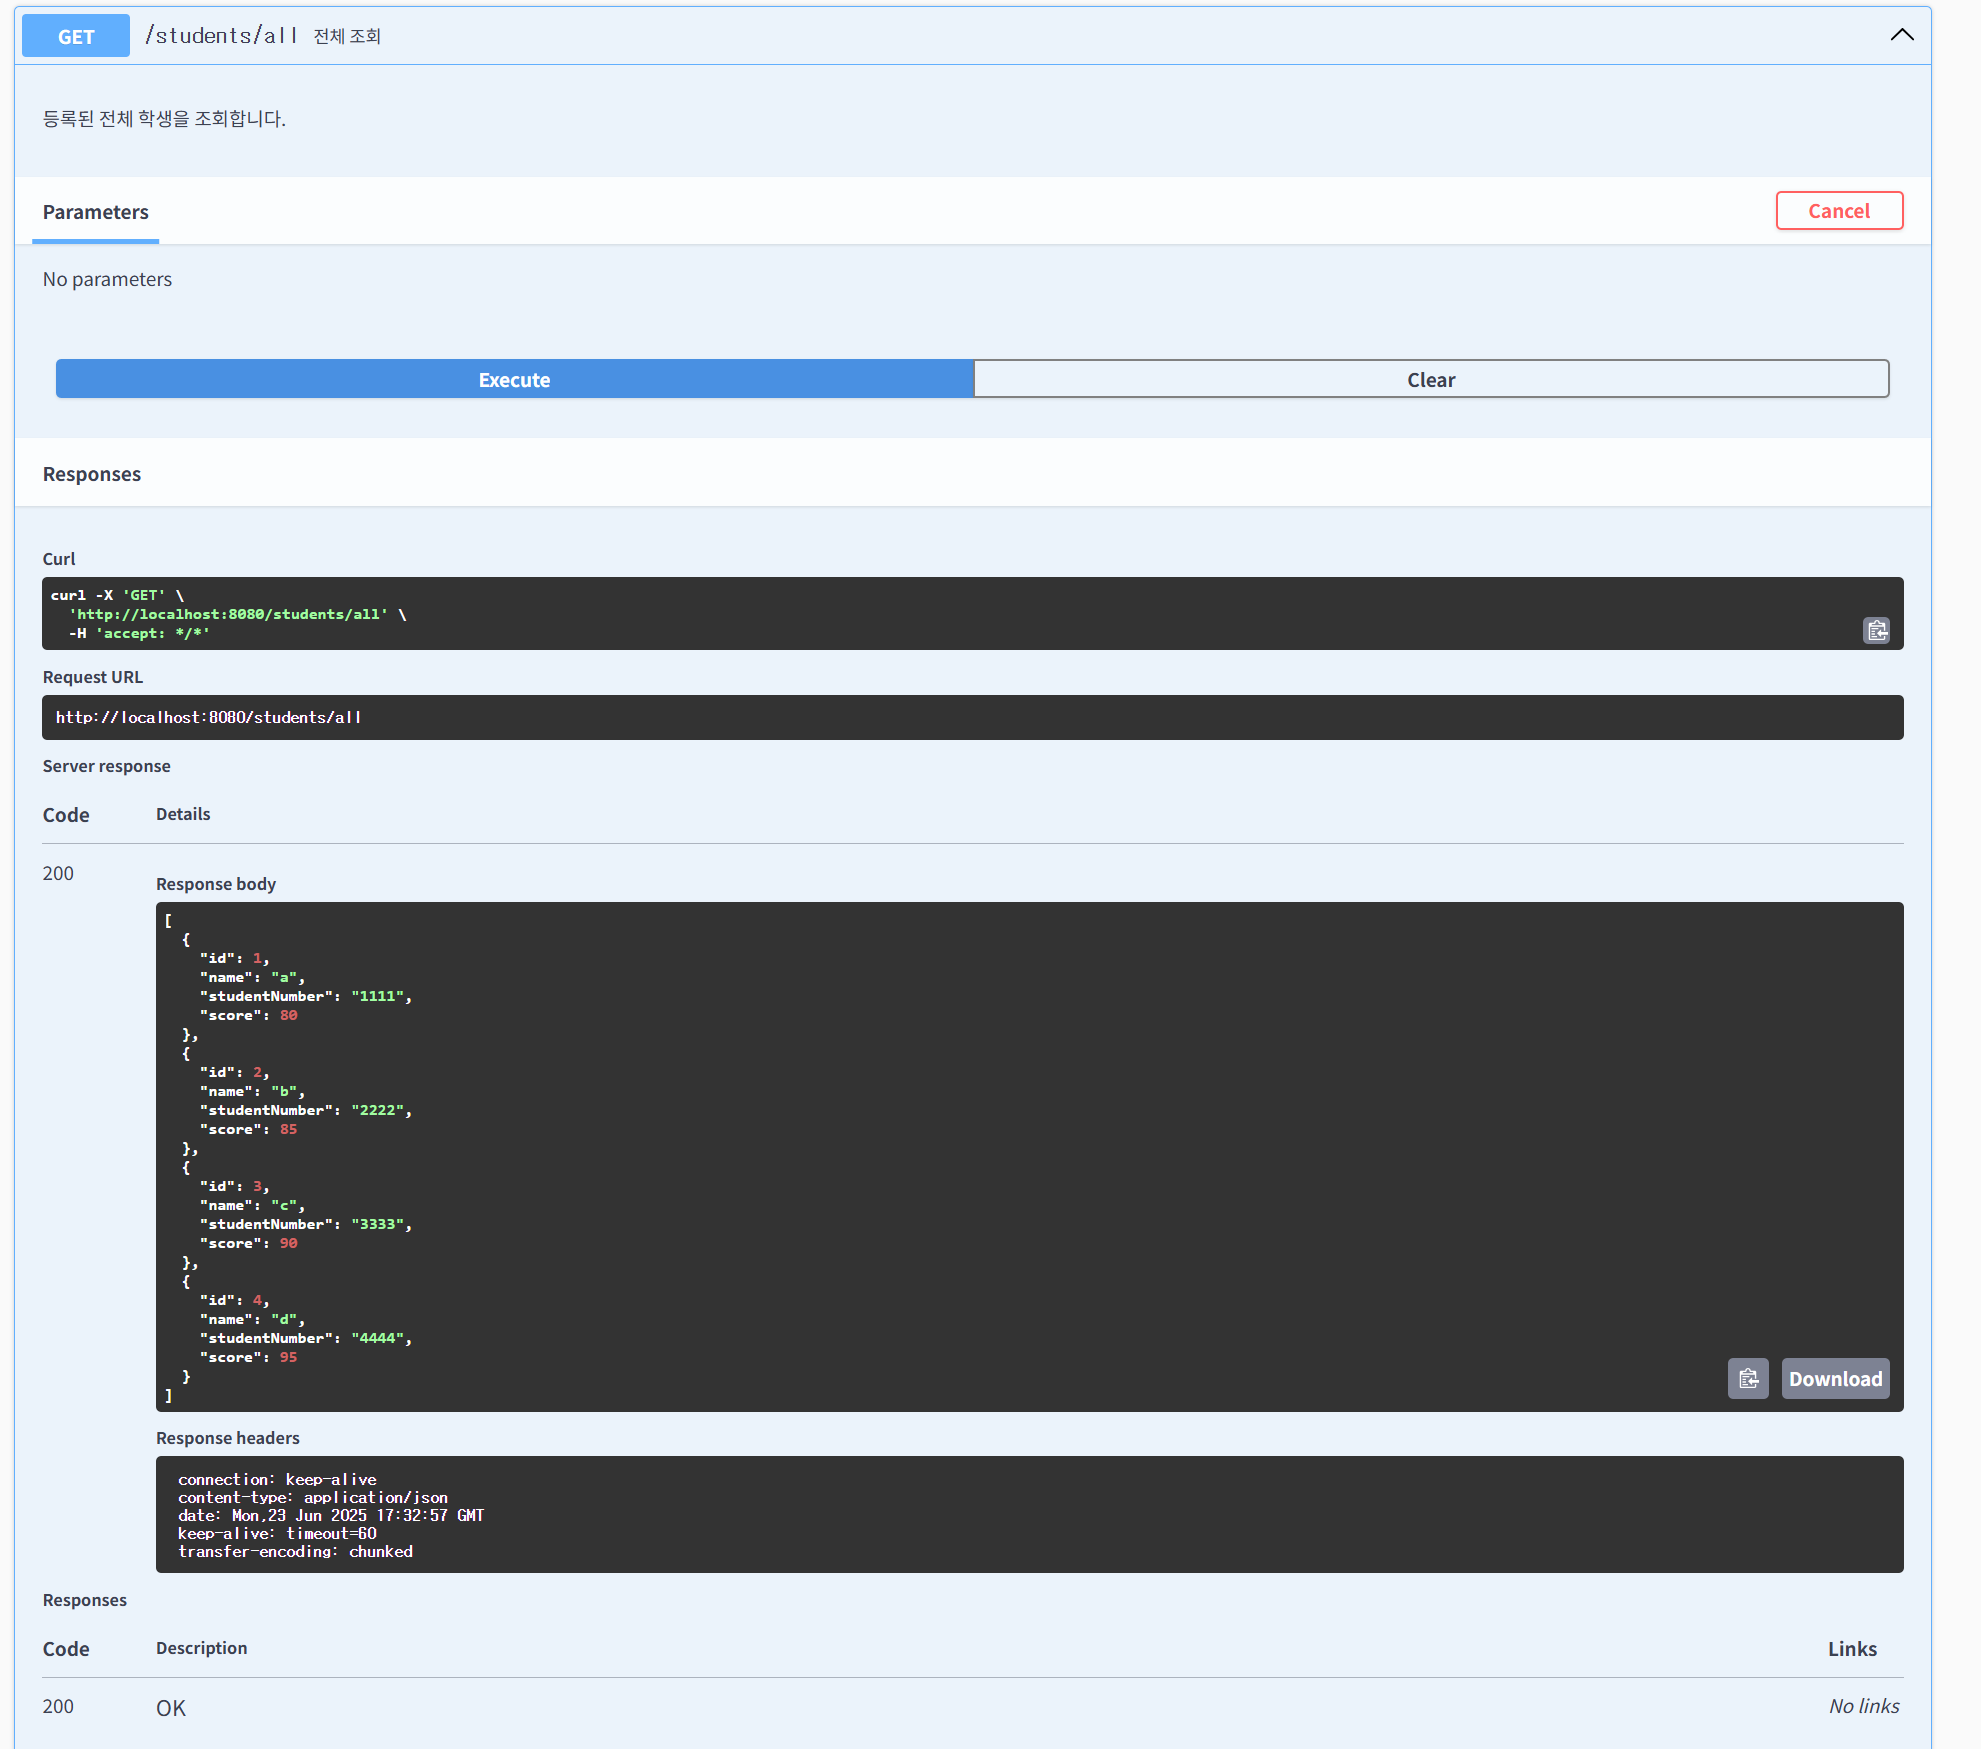 GET /students/all 전체 조회
등록된 전체 학생을 조회합니다.
Parameters
Cancel
No parameters
Execute
Clear
Responses
Curl
curl -X 'GET' \
  'http://localhost:8080/students/all' \
  -H 'accept: */*'
Request URL
http://localhost:8080/students/all
Server response
Code Details
200
Response body
[
  {
    "id": 1,
    "name": "a",
    "studentNumber": "1111",
    "score": 80
  },
  {
    "id": 2,
    "name": "b",
    "studentNumber": "2222",
    "score": 85
  },
  {
    "id": 3,
    "name": "c",
    "studentNumber": "3333",
    "score": 90
  },
  {
    "id": 4,
    "name": "d",
    "studentNumber": "4444",
    "score": 95
  }
]
Download
Response headers
connection: keep-alive
content-type: application/json
date: Mon,23 Jun 2025 17:32:57 GMT
keep-alive: timeout=60
transfer-encoding: chunked
Responses
Code Description Links
200 OK No links